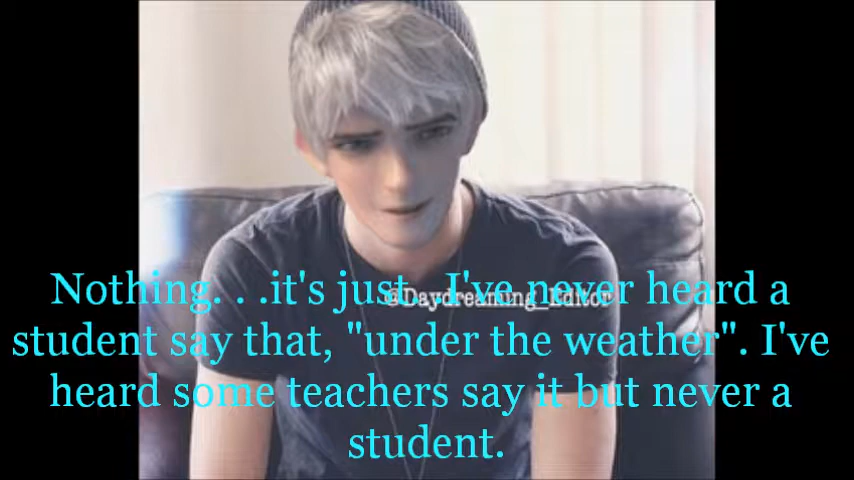 Nothing. . .it's just. . I've never heard a
@Daydreaming_Editor
student say that, "under the weather". I've
heard some teachers say it but never a
student.